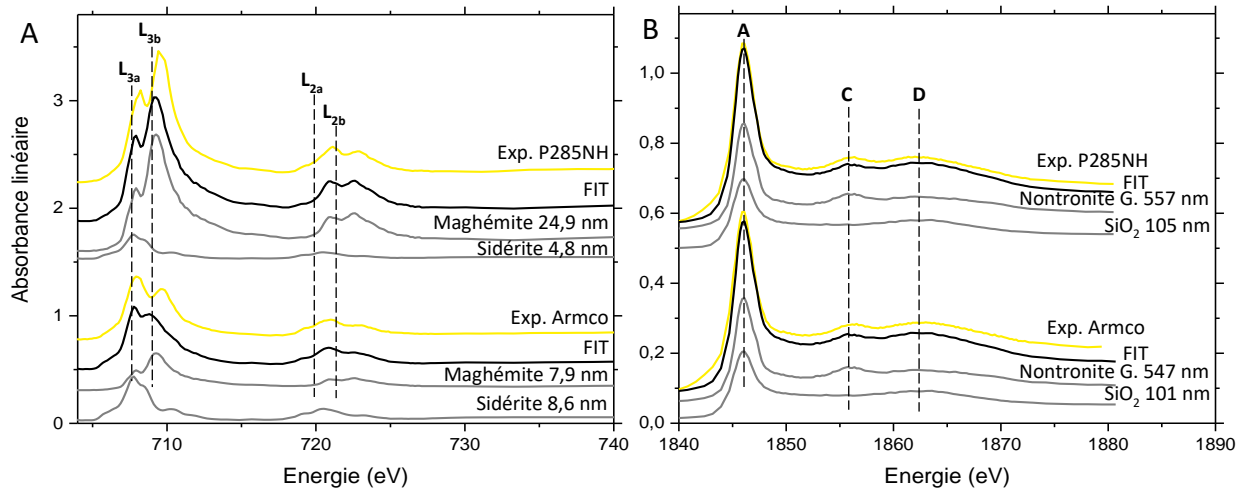 A
L3a
L3b
L2a
L2b
Exp. P285NH
FIT
Maghémite 24,9 nm
Sidérite 4,8 nm
Exp. Armco
FIT
Maghémite 7,9 nm
Sidérite 8,6 nm
Absorbance linéaire
3
2
1
0
710 720 730 740
Energie (eV)
B
A
C
D
Exp. P285NH
FIT
Nontronite G. 557 nm
SiO2 105 nm
Exp. Armco
FIT
Nontronite G. 547 nm
SiO2 101 nm
1,0
0,8
0,6
0,4
0,2
0,0
1840 1850 1860 1870 1880 1890
Energie (eV)